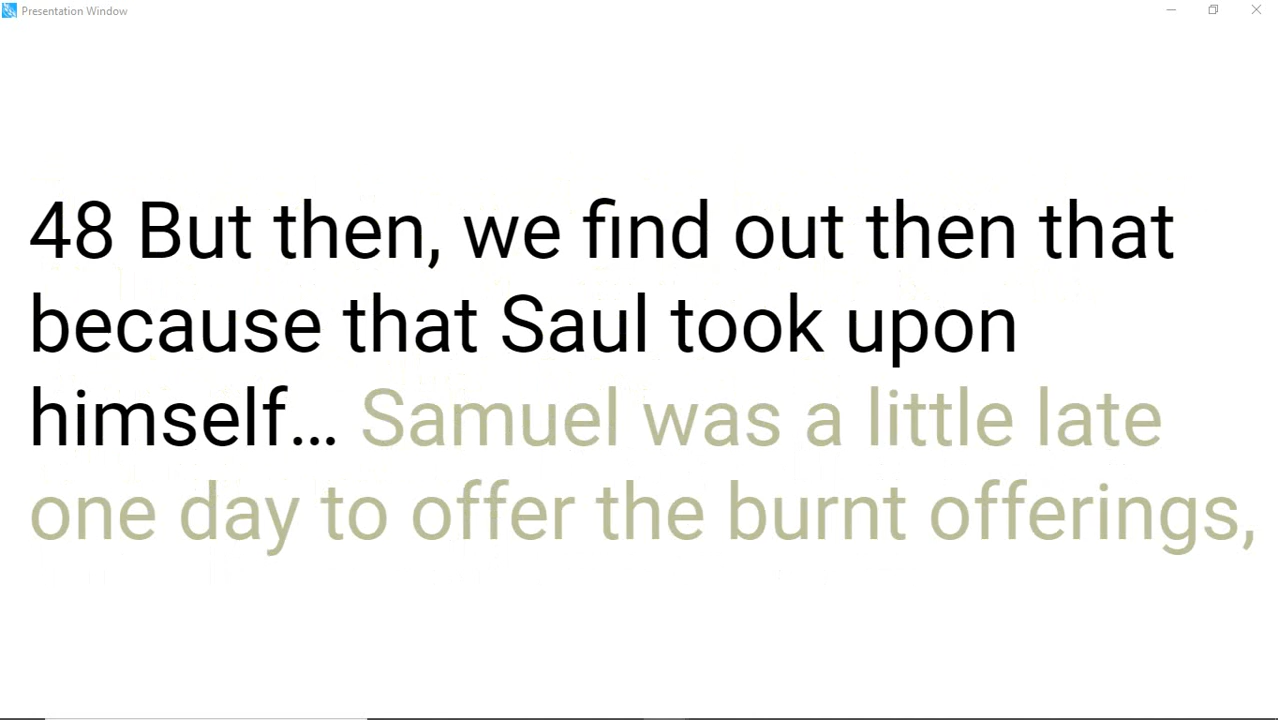 Presentation Window
48 But then, we find out then that
because that Saul took upon
himself... Samuel was a little late
one day to offer the burnt offerings,